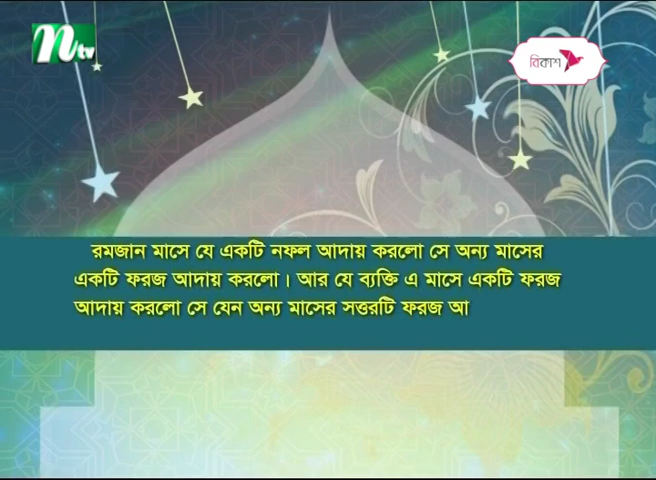 ntv
বিকাশ
রমজান মাসে যে একটি নফল আদায় করলো সে অন্য মাসের
একটি ফরজ আদায় করলো। আর যে ব্যক্তি এ মাসে একটি ফরজ
আদায় করলো সে যেন অন্য মাসের সত্তরটি ফরজ আ